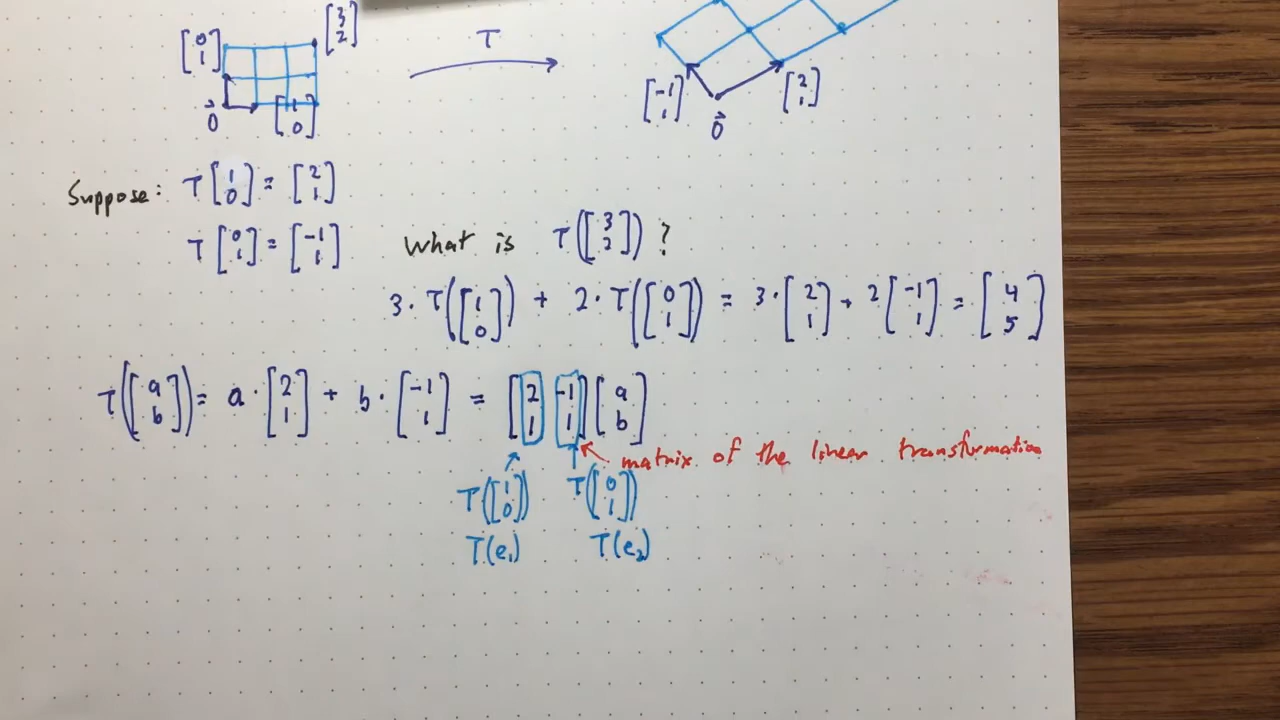 [0 1] [3 2] T
0⃗ [1 0] [-1 1] 0⃗ [2 1]
Suppose: T[1 0] = [2 1]
T[0 1] = [-1 1] What is T([3 2])?
3·T([1 0]) + 2·T([0 1]) = 3·[2 1] + 2[-1 1] = [4 5]
T([a b]) = a·[2 1] + b·[-1 1] = [2 -1 1 1][a b]
matrix of the linear transformation
T([1 0]) T([0 1])
T(e₁) T(e₂)